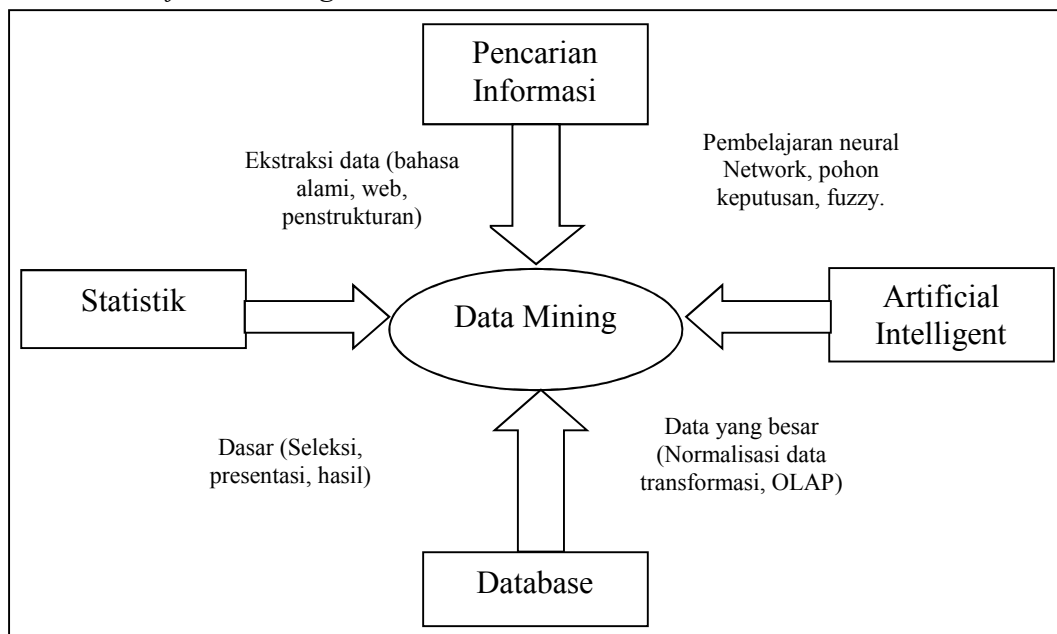 Pencarian
Informasi
Ekstraksi data (bahasa
alami, web,
penstrukturan)
Pembelajaran neural
Network, pohon
keputusan, fuzzy.
Statistik
Data Mining
Artificial
Intelligent
Dasar (Seleksi,
presentasi, hasil)
Data yang besar
(Normalisasi data
transformasi, OLAP)
Database